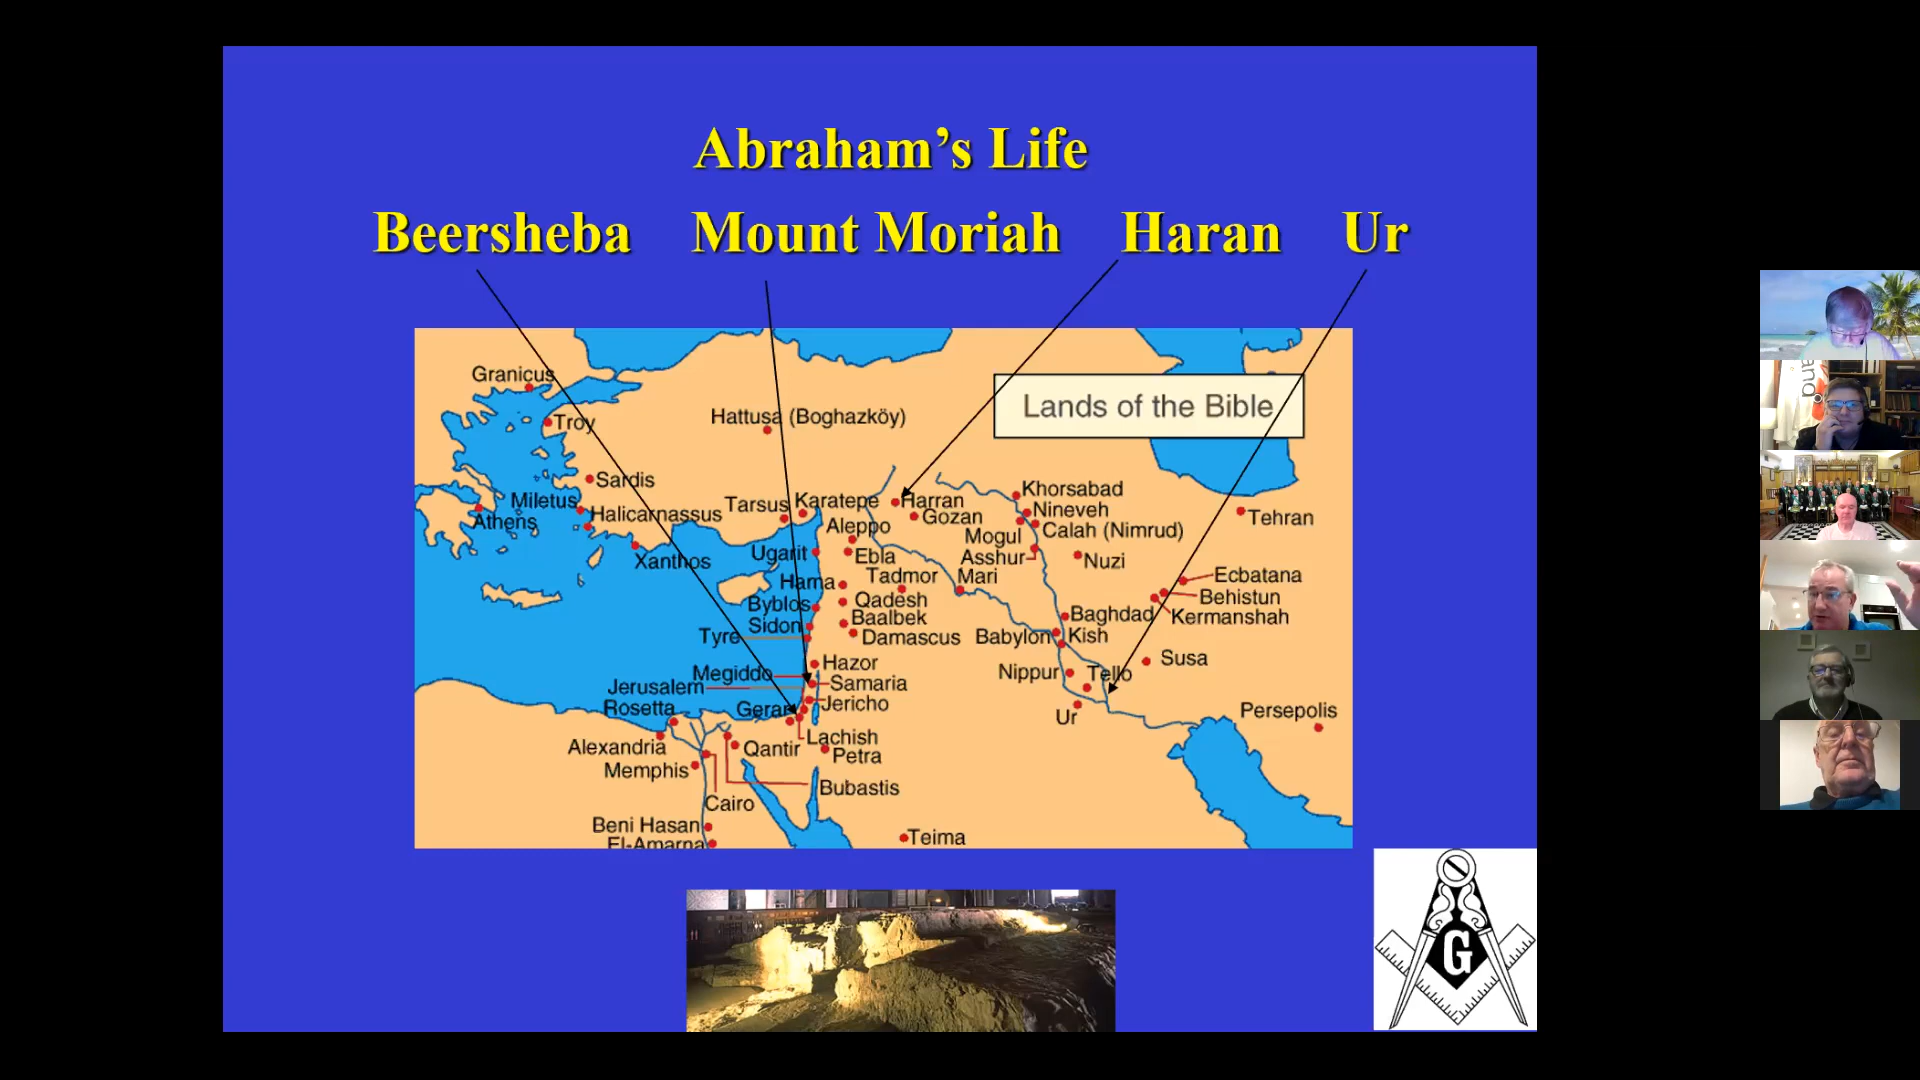 Abraham’s Life
Beersheba Mount Moriah Haran Ur
Lands of the Bible
Granicus
Troy
Hattusa (Boghazköy)
Sardis
Miletus
Athens
Halicarnassus
Xanthos
Tarsus
Karatepe
Harran
Gozan
Aleppo
Ugarit
Ebla
Hama
Tadmor
Mari
Qadesh
Byblos
Baalbek
Sidon
Damascus
Tyre
Khorsabad
Nineveh
Calah (Nimrud)
Mogul
Asshur
Nuzi
Tehran
Ecbatana
Behistun
Kermanshah
Baghdad
Babylon
Kish
Susa
Nippur
Tello
Ur
Persepolis
Hazor
Megiddo
Samaria
Jerusalem
Jericho
Rosetta
Gerar
Lachish
Alexandria
Qantir
Petra
Memphis
Bubastis
Cairo
Beni Hasan
El-Amarna
Teima
G
and